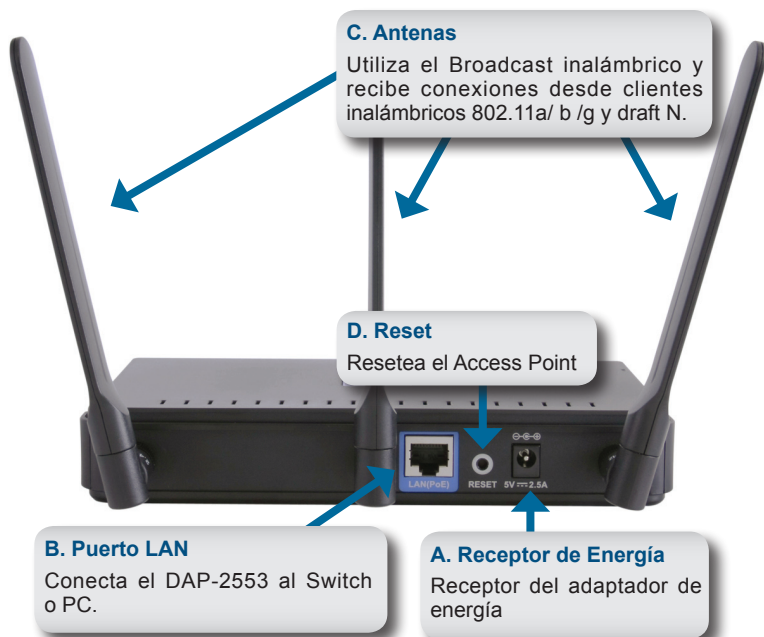 C. Antenas
Utiliza el Broadcast inalámbrico y
recibe conexiones desde clientes
inalámbricos 802.11a/ b /g y draft N.
D. Reset
Resetea el Access Point
LAN(PoE)
RESET
5V⎓2.5A
B. Puerto LAN
Conecta el DAP-2553 al Switch
o PC.
A. Receptor de Energía
Receptor del adaptador de
energía